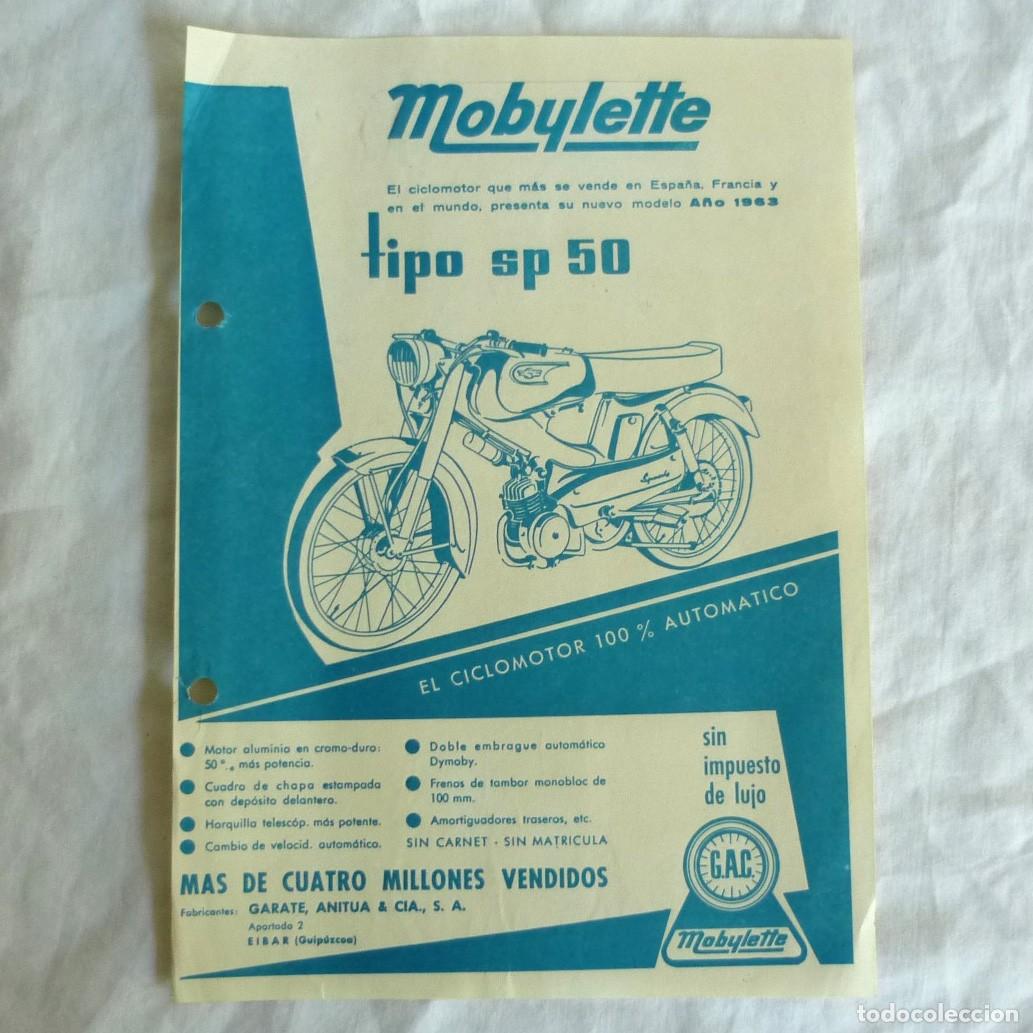 Mobylette
El ciclomotor que más se vende en España, Francia y
en el mundo, presenta su nuevo modelo Año 1963
tipo sp 50
EL CICLOMOTOR 100 % AUTOMATICO
Motor aluminio en cromo-duro:
50 % más potencia.
Cuadro de chapa estampada
con depósito delantero.
Horquilla telescóp. más potente.
Cambio de velocid. automático.
Doble embrague automático
Dymoby.
Frenos de tambor monobloc de
100 mm.
Amortiguadores traseros, etc.
SIN CARNET - SIN MATRICULA
sin
impuesto
de lujo
G.A.C.
Mobylette
MAS DE CUATRO MILLONES VENDIDOS
Fabricantes: GARATE, ANITUA & CIA., S. A.
Apartado 2
EIBAR (Guipúzcoa)
todocoleccion